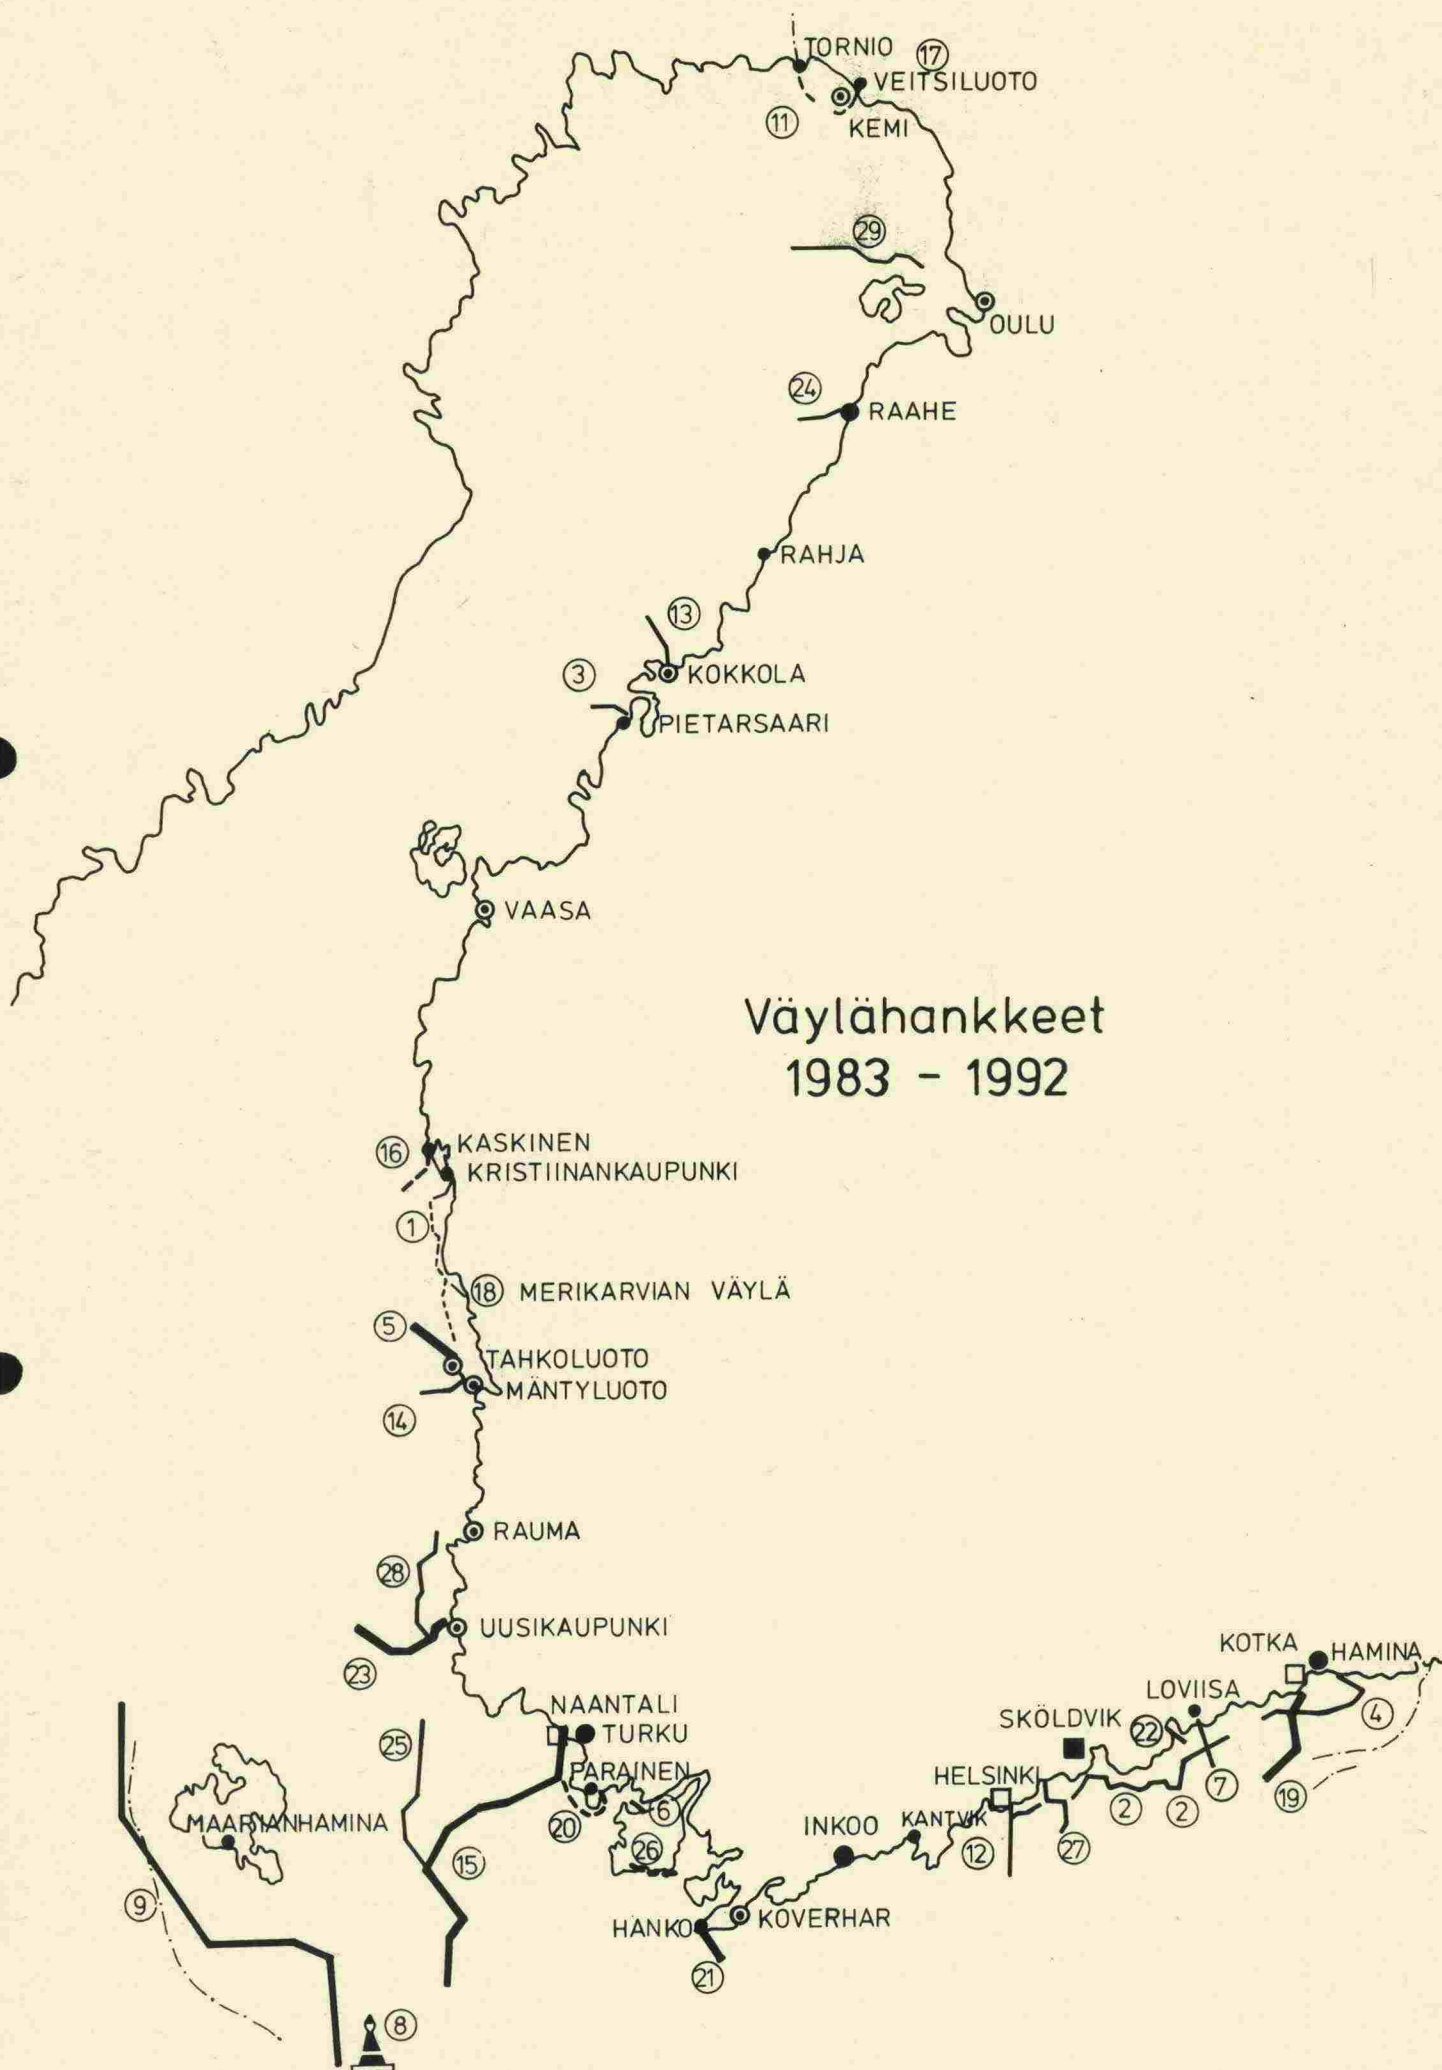 TORNIO
17
VEITSILUOTO
11
KEMI
29
OULU
24
RAAHE
RAHJA
13
3
KOKKOLA
PIETARSAARI
VAASA
Väylähankkeet
1983 - 1992
16
KASKINEN
KRISTIINANKAUPUNKI
1
18 MERIKARVIAN VÄYLÄ
5
TAHKOLUOTO
MÄNTYLUOTO
14
RAUMA
28
UUSIKAUPUNKI
23
KOTKA
HAMINA
NAANTALI
LOVIISA
4
SKÖLDVIK
22
25
TURKU
PARAINEN
HELSINKI
7
19
6
2
2
MAARIANHAMINA
20
INKOO
KANTVIK
26
12
27
15
9
HANKO
KOVERHAR
21
8